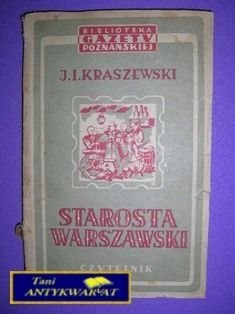 BIBLIOTEKA
GAZETY
POZNAŃSKIEJ
J.I.KRASZEWSKI
STAROSTA
WARSZAWSKI
CZYTELNIK
Tani
ANTYKWARIAT